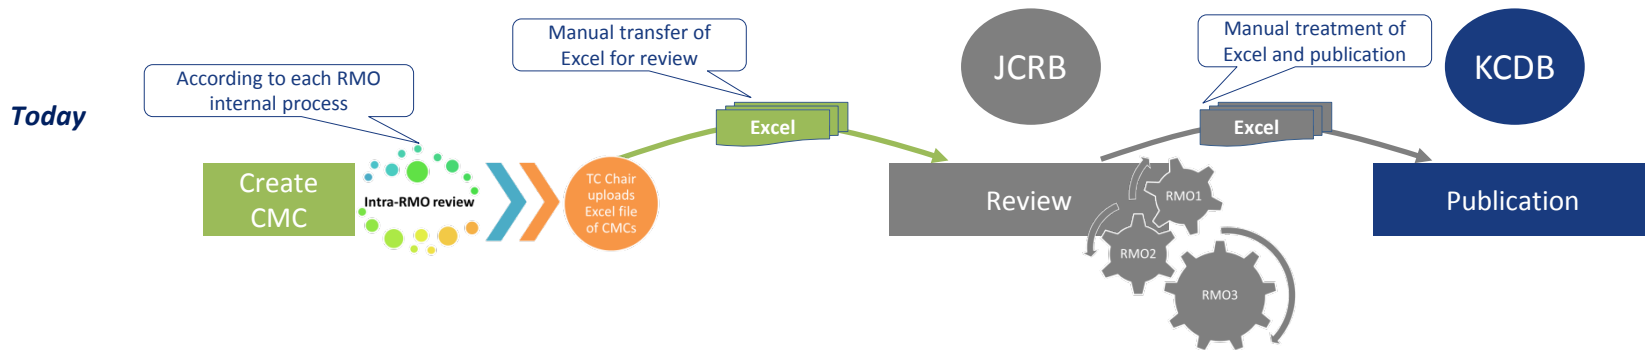 Today
According to each RMO
internal process
Create
CMC
Intra-RMO review
TC Chair
uploads
Excel file
of CMCs
Manual transfer of
Excel for review
Excel
JCRB
Review
RMO1
RMO2
RMO3
Manual treatment of
Excel and publication
Excel
KCDB
Publication